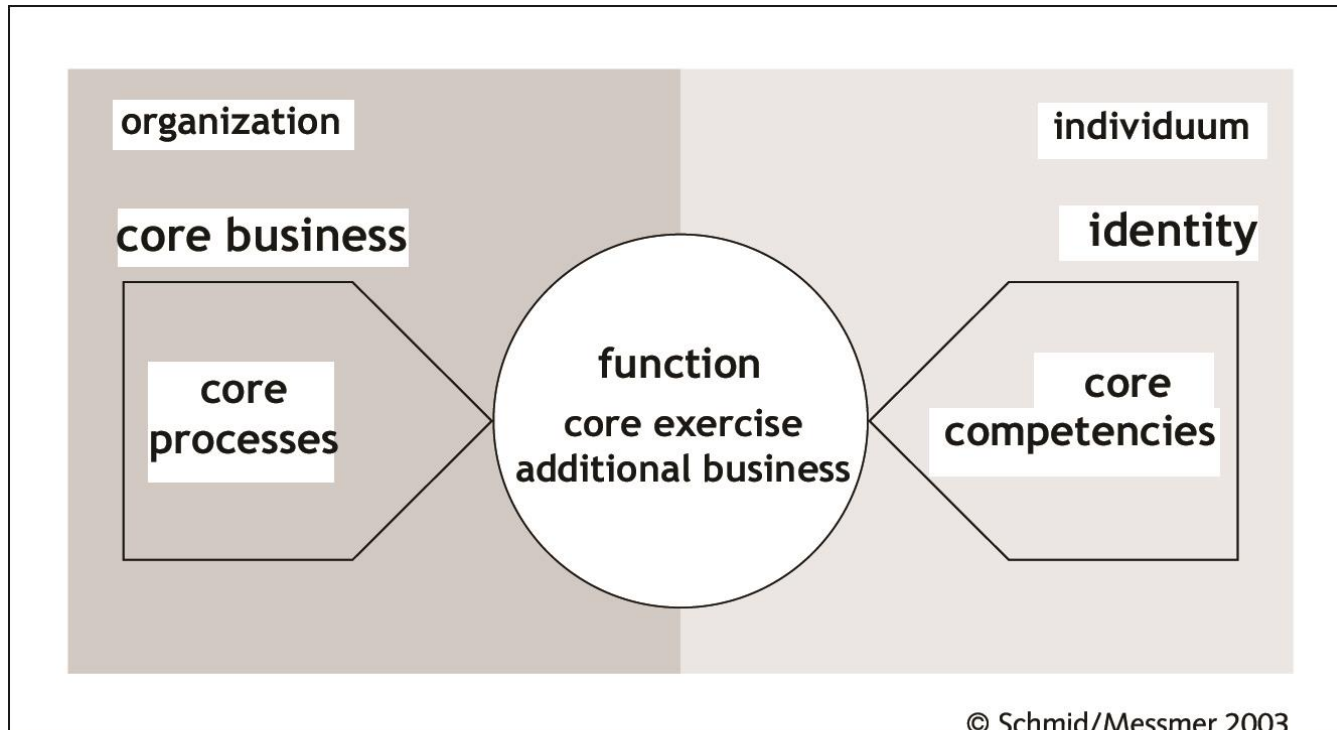 organization
individuum
core business
identity
core
processes
function
core exercise
additional business
core
competencies
© Schmid/Messmer 2003